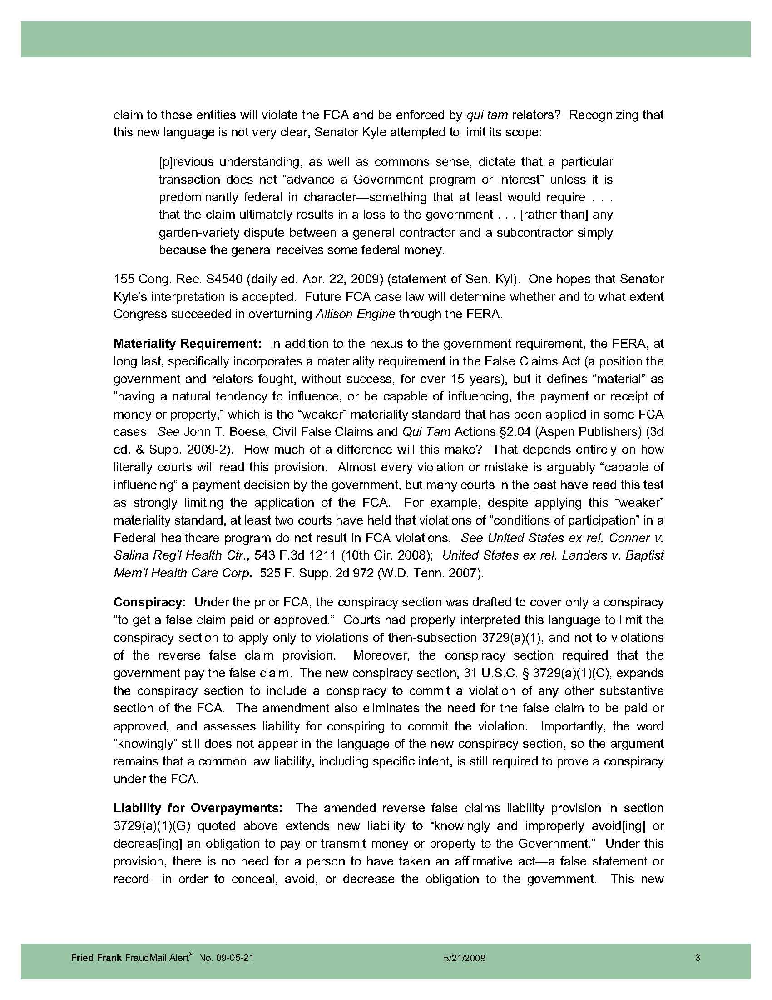 claim to those entities will violate the FCA and be enforced by qui tam relators? Recognizing that
this new language is not very clear, Senator Kyle attempted to limit its scope:
[p]revious understanding, as well as commons sense, dictate that a particular
transaction does not “advance a Government program or interest” unless it is
predominantly federal in character—something that at least would require . . .
that the claim ultimately results in a loss to the government . . . [rather than] any
garden-variety dispute between a general contractor and a subcontractor simply
because the general receives some federal money.
155 Cong. Rec. S4540 (daily ed. Apr. 22, 2009) (statement of Sen. Kyl). One hopes that Senator
Kyle’s interpretation is accepted. Future FCA case law will determine whether and to what extent
Congress succeeded in overturning Allison Engine through the FERA.
Materiality Requirement: In addition to the nexus to the government requirement, the FERA, at
long last, specifically incorporates a materiality requirement in the False Claims Act (a position the
government and relators fought, without success, for over 15 years), but it defines “material” as
“having a natural tendency to influence, or be capable of influencing, the payment or receipt of
money or property,” which is the “weaker” materiality standard that has been applied in some FCA
cases. See John T. Boese, Civil False Claims and Qui Tam Actions §2.04 (Aspen Publishers) (3d
ed. & Supp. 2009-2). How much of a difference will this make? That depends entirely on how
literally courts will read this provision. Almost every violation or mistake is arguably “capable of
influencing” a payment decision by the government, but many courts in the past have read this test
as strongly limiting the application of the FCA. For example, despite applying this “weaker”
materiality standard, at least two courts have held that violations of “conditions of participation” in a
Federal healthcare program do not result in FCA violations. See United States ex rel. Conner v.
Salina Reg'l Health Ctr., 543 F.3d 1211 (10th Cir. 2008); United States ex rel. Landers v. Baptist
Mem’l Health Care Corp. 525 F. Supp. 2d 972 (W.D. Tenn. 2007).
Conspiracy: Under the prior FCA, the conspiracy section was drafted to cover only a conspiracy
“to get a false claim paid or approved.” Courts had properly interpreted this language to limit the
conspiracy section to apply only to violations of then-subsection 3729(a)(1), and not to violations
of the reverse false claim provision. Moreover, the conspiracy section required that the
government pay the false claim. The new conspiracy section, 31 U.S.C. § 3729(a)(1)(C), expands
the conspiracy section to include a conspiracy to commit a violation of any other substantive
section of the FCA. The amendment also eliminates the need for the false claim to be paid or
approved, and assesses liability for conspiring to commit the violation. Importantly, the word
“knowingly” still does not appear in the language of the new conspiracy section, so the argument
remains that a common law liability, including specific intent, is still required to prove a conspiracy
under the FCA.
Liability for Overpayments: The amended reverse false claims liability provision in section
3729(a)(1)(G) quoted above extends new liability to “knowingly and improperly avoid[ing] or
decreas[ing] an obligation to pay or transmit money or property to the Government.” Under this
provision, there is no need for a person to have taken an affirmative act—a false statement or
record—in order to conceal, avoid, or decrease the obligation to the government. This new
Fried Frank FraudMail Alert® No. 09-05-21 5/21/2009 3